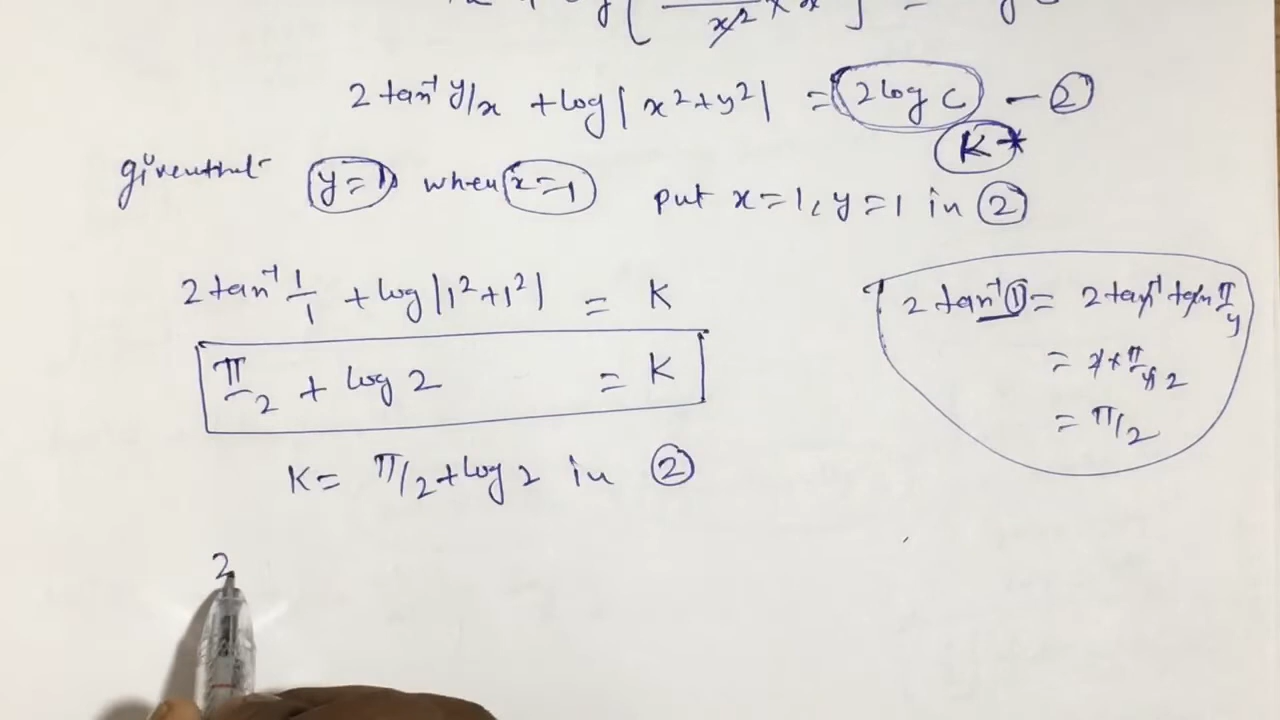 x² × x ]
2 tan⁻¹ y/x + log | x² + y² | = 2 log c — ②
K *
given that y = 1 when x = 1 put x = 1, y = 1 in ②
2 tan⁻¹ 1/1 + log |1² + 1²| = K
π/2 + log 2 = K
K = π/2 + log 2 in ②
2
2 tan⁻¹ ① = 2 tan⁻¹ tan π/4
= 2 × π/4 2
= π/2